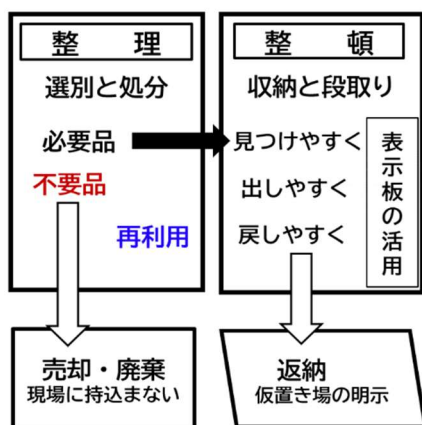 整 理
選別と処分
必要品
不要品
再利用
売却・廃棄
現場に持込まない
整 頓
収納と段取り
見つけやすく
出しやすく
戻しやすく
表示板の活用
返納
仮置き場の明示